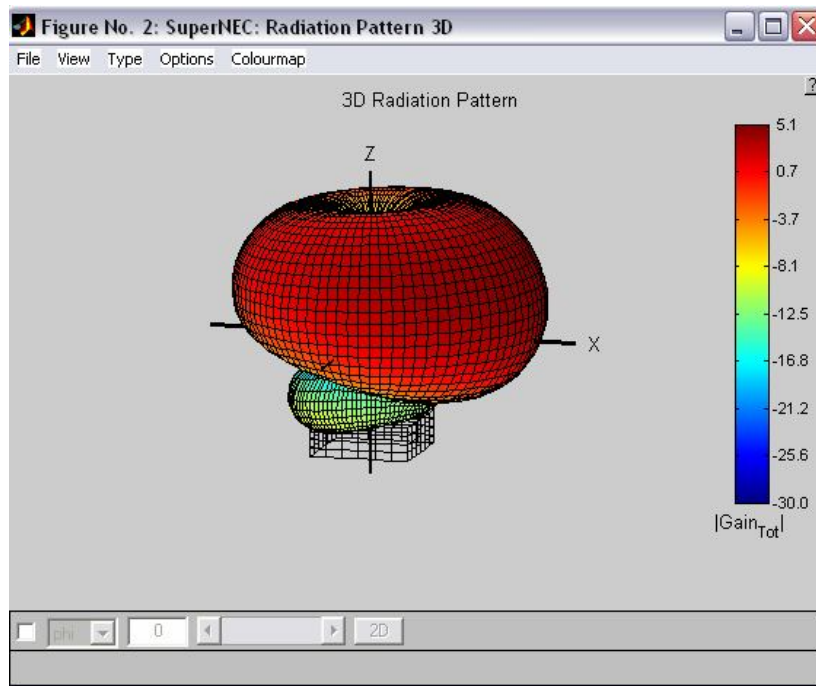 Figure No. 2: SuperNEC: Radiation Pattern 3D
File View Type Options Colourmap
?
3D Radiation Pattern
Z
X
5.1
0.7
-3.7
-8.1
-12.5
-16.8
-21.2
-25.6
-30.0
|GainTot|
phi 0 2D